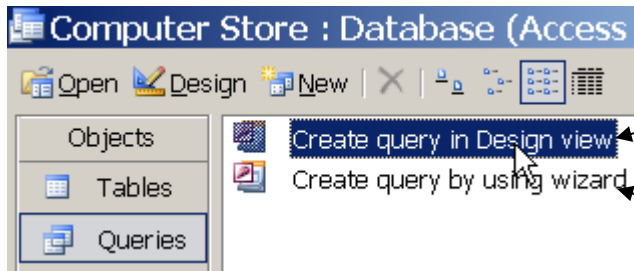 Computer Store : Database (Access
Open Design New
Objects
Create query in Design view
Tables
Create query by using wizard
Queries